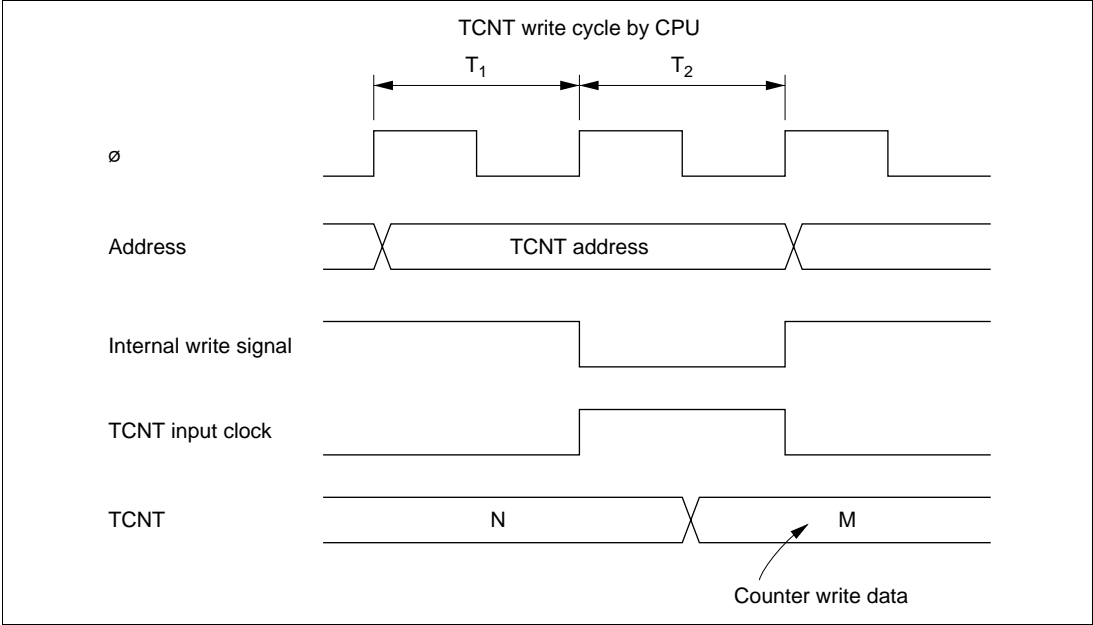 TCNT write cycle by CPU
T1 T2
ø
Address TCNT address
Internal write signal
TCNT input clock
TCNT N M
Counter write data